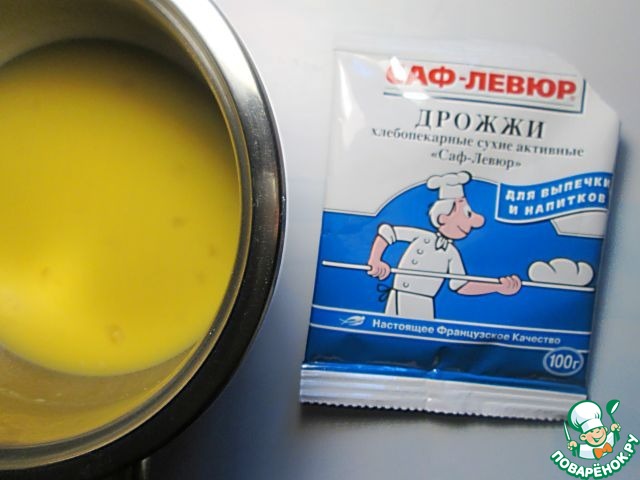 САФ-ЛЕВЮР
ДРОЖЖИ
хлебопекарные сухие активные
«Саф-Левюр»
ДЛЯ ВЫПЕЧКИ
И НАПИТКОВ
Настоящее Французское Качество
100г
ПОВАРЁНОК.РУ